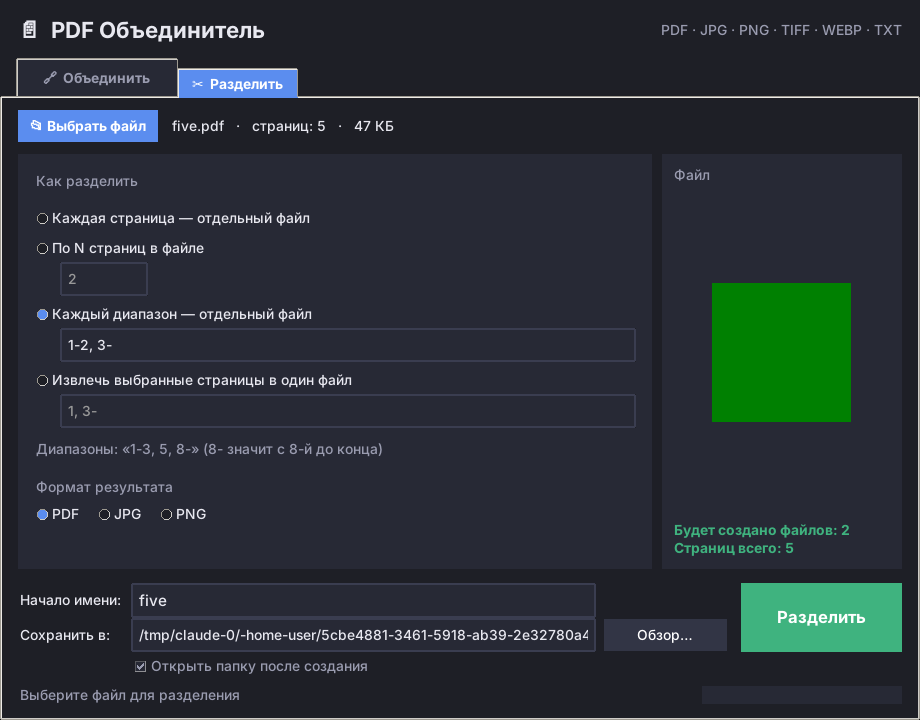 PDF Объединитель
PDF · JPG · PNG · TIFF · WEBP · TXT
Объединить
Разделить
Выбрать файл
five.pdf · страниц: 5 · 47 КБ
Как разделить
Каждая страница — отдельный файл
По N страниц в файле
2
Каждый диапазон — отдельный файл
1-2, 3-
Извлечь выбранные страницы в один файл
1, 3-
Диапазоны: «1-3, 5, 8-» (8- значит с 8-й до конца)
Формат результата
PDF JPG PNG
Файл
Будет создано файлов: 2
Страниц всего: 5
Начало имени: five
Сохранить в: /tmp/claude-0/-home-user/5cbe4881-3461-5918-ab39-2e32780a4 Обзор...
Разделить
Открыть папку после создания
Выберите файл для разделения